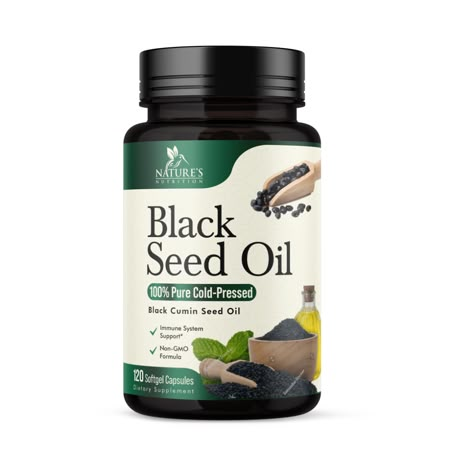 NATURE'S
NUTRITION
Black
Seed Oil
100% Pure Cold-Pressed
Black Cumin Seed Oil
Immune System
Support*
Non-GMO
Formula
120 Softgel Capsules
Dietary Supplement